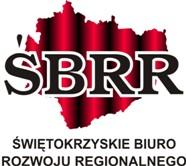 ŚBRR
ŚWIĘTOKRZYSKIE BIURO
ROZWOJU REGIONALNEGO